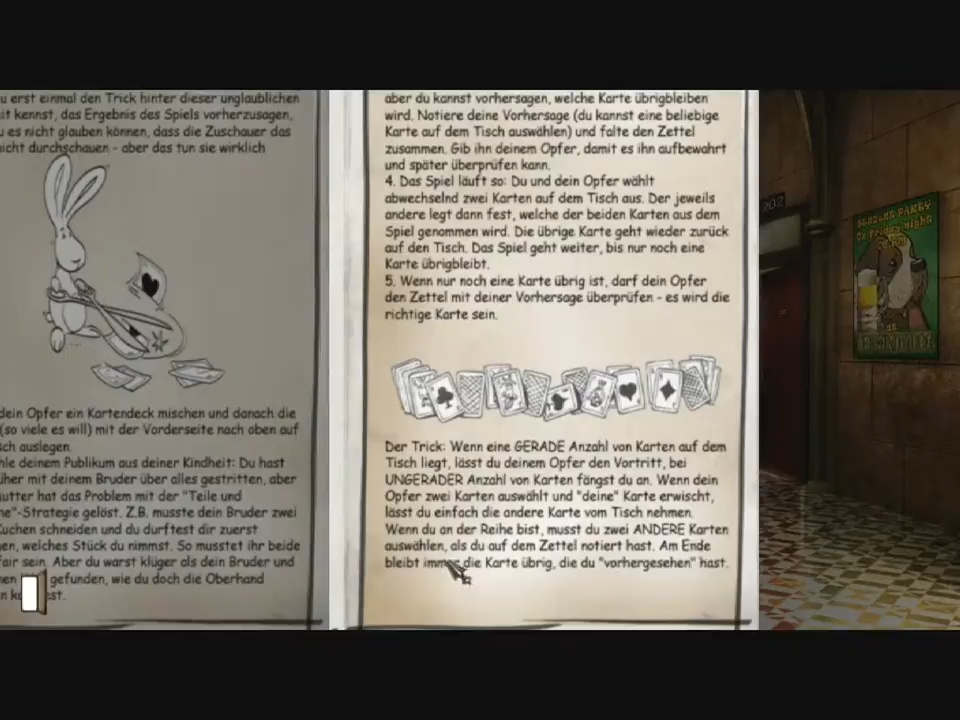 u erst einmal den Trick hinter dieser unglaublichen
it kennst, das Ergebnis des Spiels vorherzusagen,
u es nicht glauben können, dass die Zuschauer das
icht durchschauen - aber das tun sie wirklich
dein Opfer ein Kartendeck mischen und danach die
(so viele es will) mit der Vorderseite nach oben auf
sch auslegen.
hle deinem Publikum aus deiner Kindheit: Du hast
üher mit deinem Bruder über alles gestritten, aber
utter hat das Problem mit der "Teile und
he"-Strategie gelöst. Z.B. musste dein Bruder zwei
Kuchen schneiden und du durftest dir zuerst
en, welches Stück du nimmst. So musstet ihr beide
fair sein. Aber du warst klüger als dein Bruder und
en gefunden, wie du doch die Oberhand
n k st.
aber du kannst vorhersagen, welche Karte übrigbleiben
wird. Notiere deine Vorhersage (du kannst eine beliebige
Karte auf dem Tisch auswählen) und falte den Zettel
zusammen. Gib ihn deinem Opfer, damit es ihn aufbewahrt
und später überprüfen kann.
4. Das Spiel läuft so: Du und dein Opfer wählt
abwechselnd zwei Karten auf dem Tisch aus. Der jeweils
andere legt dann fest, welche der beiden Karten aus dem
Spiel genommen wird. Die übrige Karte geht wieder zurück
auf den Tisch. Das Spiel geht weiter, bis nur noch eine
Karte übrigbleibt.
5. Wenn nur noch eine Karte übrig ist, darf dein Opfer
den Zettel mit deiner Vorhersage überprüfen - es wird die
richtige Karte sein.
Der Trick: Wenn eine GERADE Anzahl von Karten auf dem
Tisch liegt, lässt du deinem Opfer den Vortritt, bei
UNGERADER Anzahl von Karten fängst du an. Wenn dein
Opfer zwei Karten auswählt und "deine" Karte erwischt,
lässt du einfach die andere Karte vom Tisch nehmen.
Wenn du an der Reihe bist, musst du zwei ANDERE Karten
auswählen, als du auf dem Zettel notiert hast. Am Ende
bleibt immer die Karte übrig, die du "vorhergesehen" hast.
202
PARTY
Friday night
at